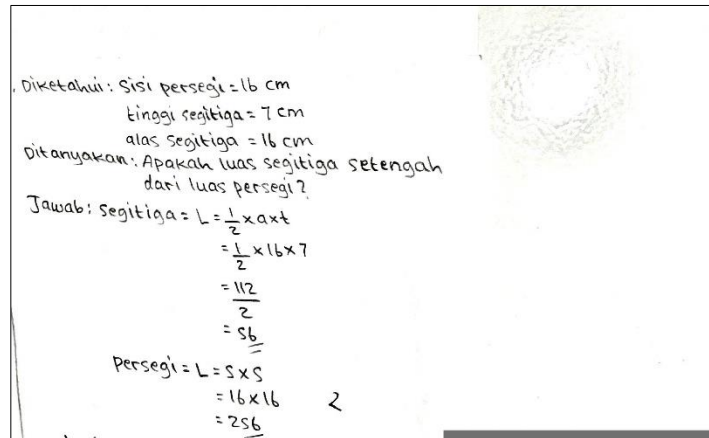 Diketahui: Sisi persegi = 16 cm
tinggi segitiga = 7 cm
alas segitiga = 16 cm
Ditanyakan: Apakah luas segitiga setengah
dari luas persegi?
Jawab: Segitiga = L = 1/2 x a x t
= 1/2 x 16 x 7
= 112/2
= 56
Persegi = L = S x S
= 16 x 16
2
= 256